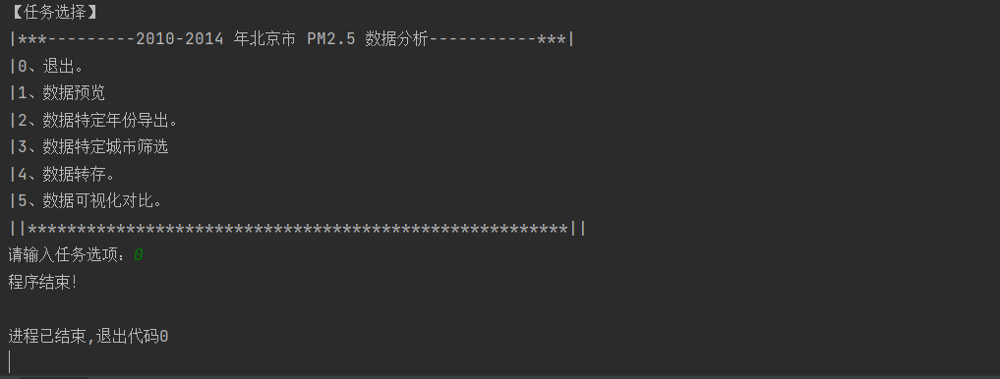 【任务选择】
|***---------2010-2014 年北京市 PM2.5 数据分析-----------***|
|0、退出。
|1、数据预览
|2、数据特定年份导出。
|3、数据特定城市筛选
|4、数据转存。
|5、数据可视化对比。
||*******************************************************||
请输入任务选项：0
程序结束!
进程已结束,退出代码0